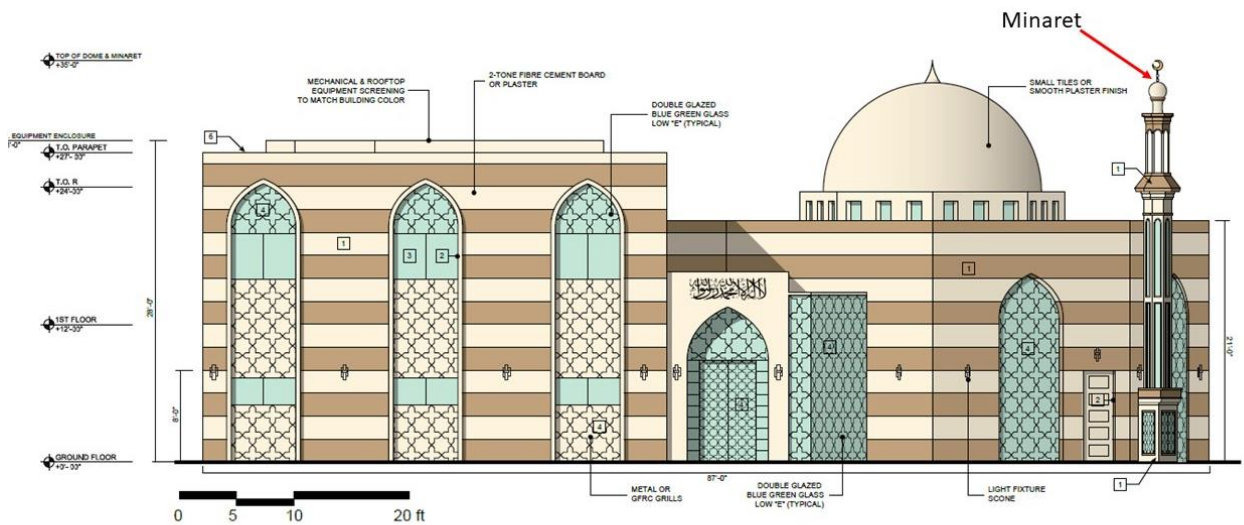 Minaret
TOP OF DOME & MINARET
+35'-0"
MECHANICAL & ROOFTOP
EQUIPMENT SCREENING
TO MATCH BUILDING COLOR
2-TONE FIBRE CEMENT BOARD
OR PLASTER
DOUBLE GLAZED
BLUE GREEN GLASS
LOW "E" (TYPICAL)
SMALL TILES OR
SMOOTH PLASTER FINISH
EQUIPMENT ENCLOSURE
T.O. PARAPET
+27'- 33"
T.O. R
+24'-33"
6
1
4
1
3
2
1
28'-0"
21'-0"
1ST FLOOR
+12'-33"
4
4
8'-0"
2
4
GROUND FLOOR
+0'- 33"
87'-0"
1
METAL OR
GFRC GRILLS
DOUBLE GLAZED
BLUE GREEN GLASS
LOW "E" (TYPICAL)
LIGHT FIXTURE
SCONE
0 5 10 20 ft